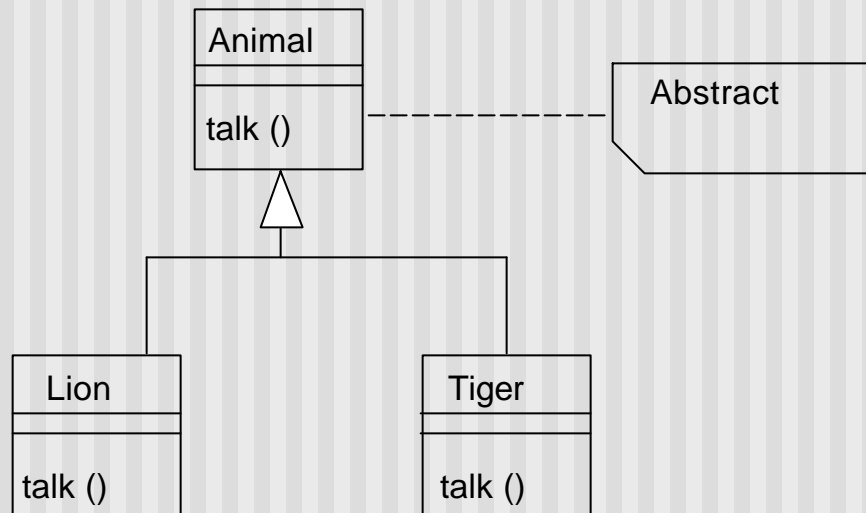 Animal
talk ()
Abstract
Lion
talk ()
Tiger
talk ()